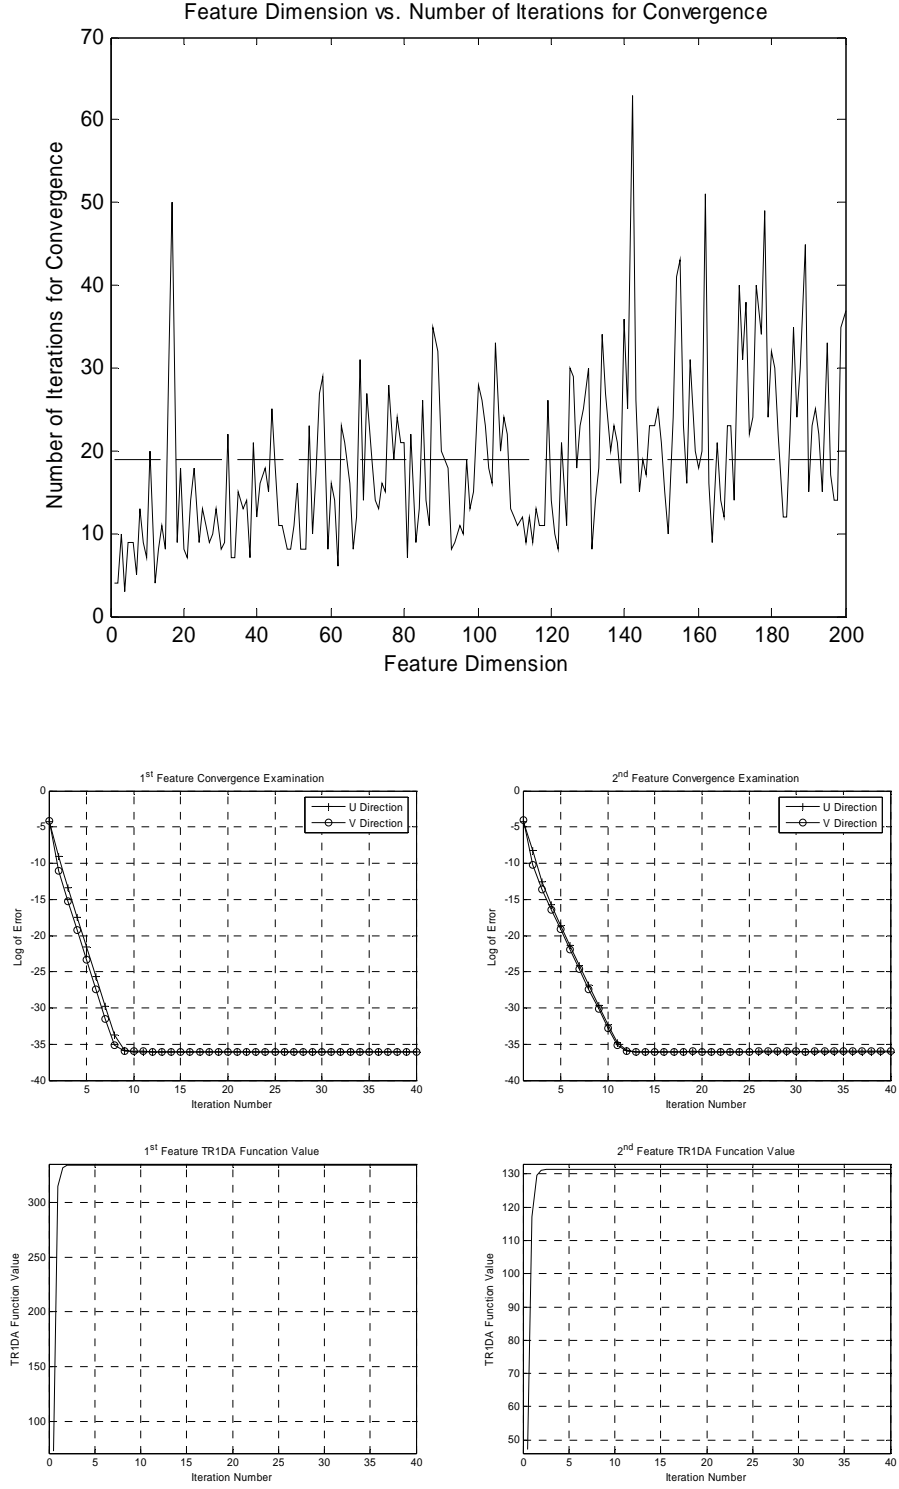 Feature Dimension vs. Number of Iterations for Convergence
Number of Iterations for Convergence
70
60
50
40
30
20
10
0
0 20 40 60 80 100 120 140 160 180 200
Feature Dimension
1st Feature Convergence Examination
Log of Error
0
-5
-10
-15
-20
-25
-30
-35
-40
U Direction
V Direction
5 10 15 20 25 30 35 40
Iteration Number
2nd Feature Convergence Examination
Log of Error
0
-5
-10
-15
-20
-25
-30
-35
-40
U Direction
V Direction
5 10 15 20 25 30 35 40
Iteration Number
1st Feature TR1DA Funcation Value
TR1DA Function Value
300
250
200
150
100
0 5 10 15 20 25 30 35 40
Iteration Number
2nd Feature TR1DA Funcation Value
TR1DA Function Value
130
120
110
100
90
80
70
60
50
0 5 10 15 20 25 30 35 40
Iteration Number